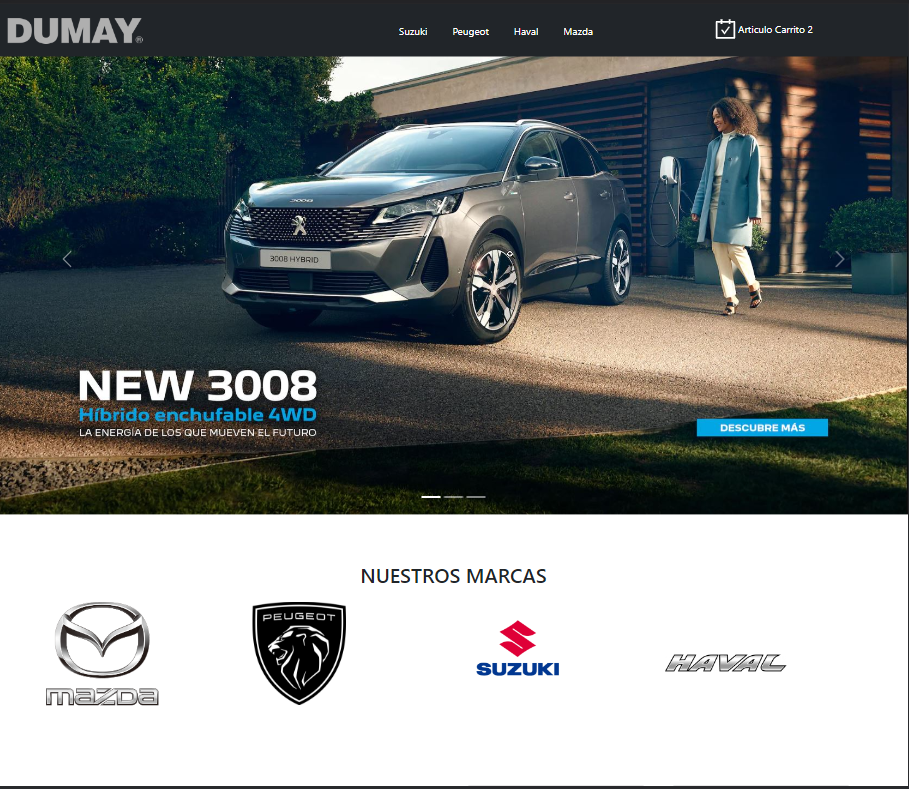 DUMAY®
Suzuki Peugeot Haval Mazda
Articulo Carrito 2
3008
3008 HYBRID
NEW 3008
Híbrido enchufable 4WD
LA ENERGÍA DE LOS QUE MUEVEN EL FUTURO
DESCUBRE MÁS
NUESTROS MARCAS
mazda
PEUGEOT
SUZUKI
HAVAL